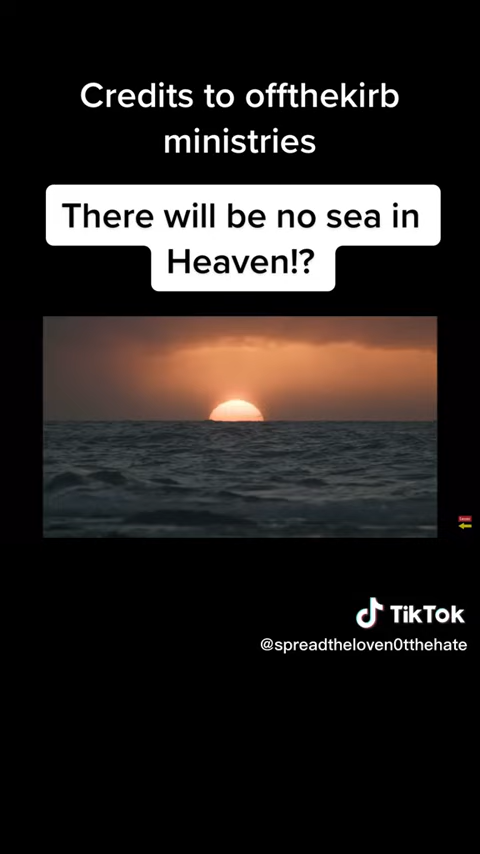 Credits to offthekirb
ministries
There will be no sea in
Heaven!?
TikTok
@spreadtheloven0tthehate